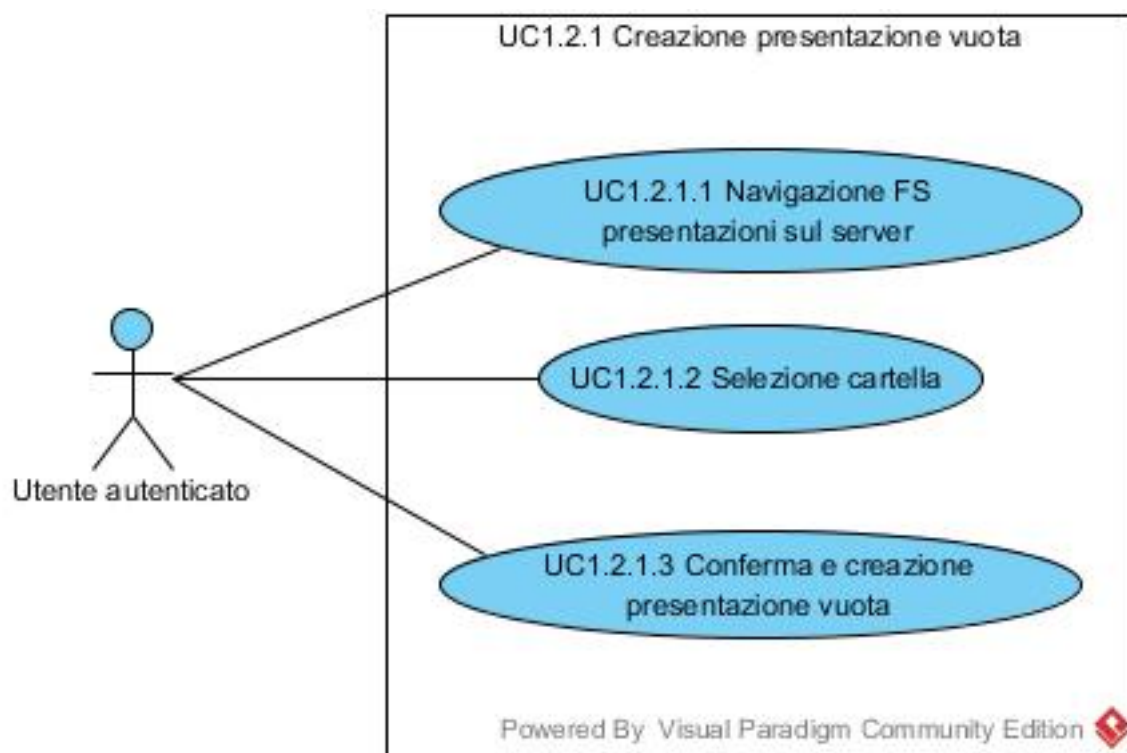 UC1.2.1 Creazione presentazione vuota
UC1.2.1.1 Navigazione FS
presentazioni sul server
UC1.2.1.2 Selezione cartella
Utente autenticato
UC1.2.1.3 Conferma e creazione
presentazione vuota
Powered By Visual Paradigm Community Edition